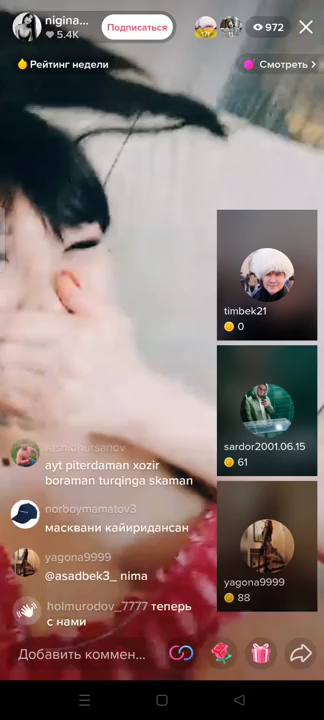 nigina...
5.4K
Подписаться
972
Рейтинг недели
Смотреть >
timbek21
0
sardor2001.06.15
61
yagona9999
88
ayt piterdaman xozir
boraman turqinga skaman
norboymamatov3
масквани кайиридансан
yagona9999
@asadbek3_ nima
holmurodov_7777 теперь
с нами
Добавить коммен...